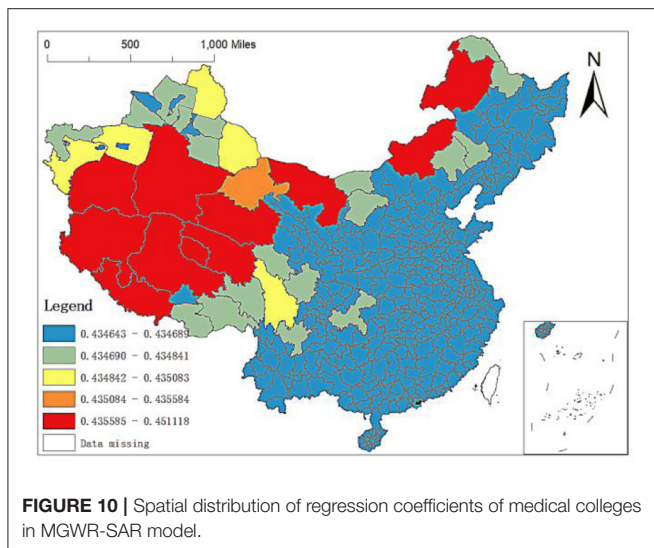 0 500 1,000 Miles
N
Legend
0.434643 - 0.434689
0.434690 - 0.434841
0.434842 - 0.435083
0.435084 - 0.435584
0.435585 - 0.451118
Data missing
FIGURE 10 | Spatial distribution of regression coefficients of medical colleges
in MGWR-SAR model.